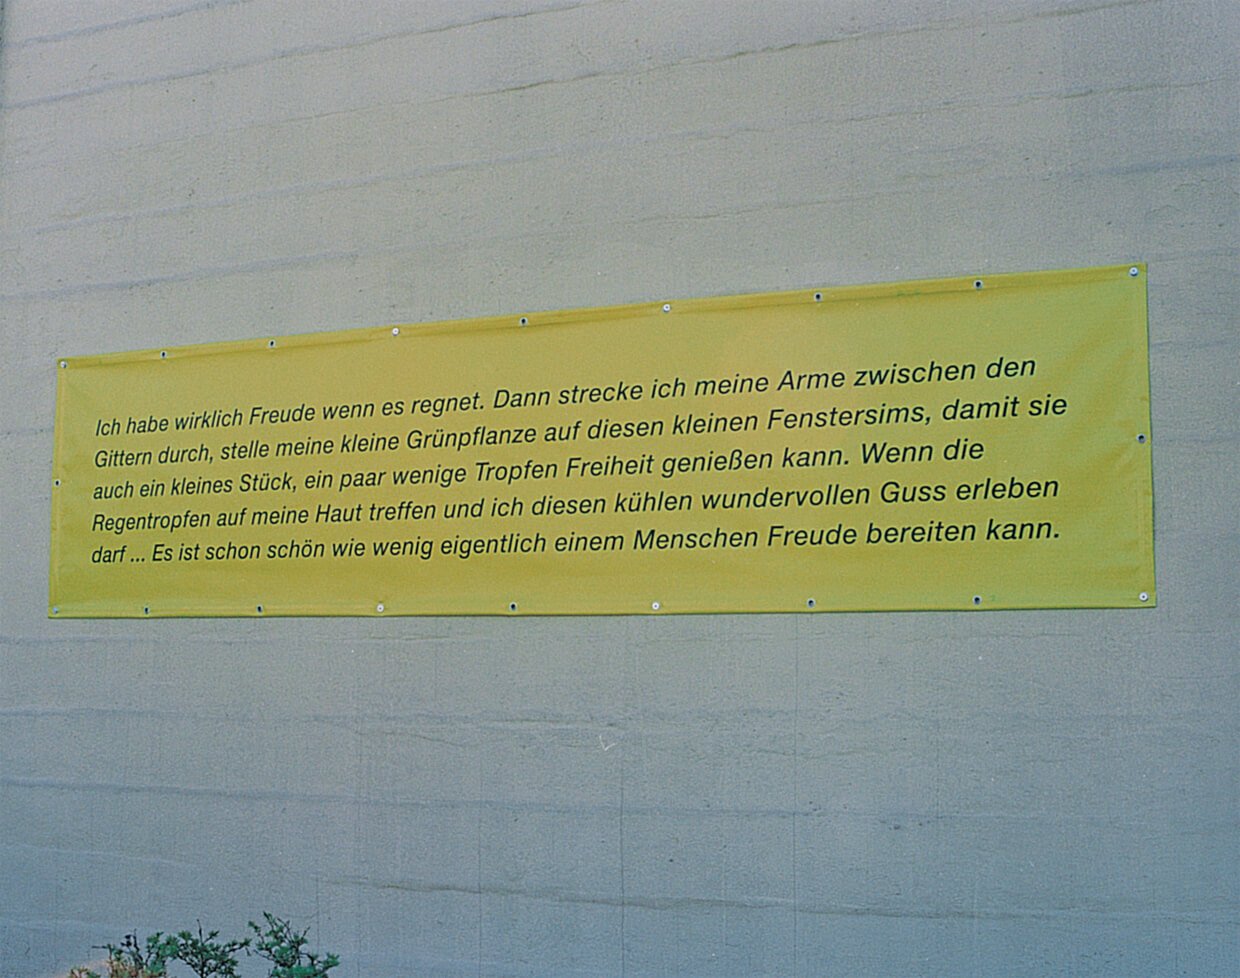 Ich habe wirklich Freude wenn es regnet. Dann strecke ich meine Arme zwischen den
Gittern durch, stelle meine kleine Grünpflanze auf diesen kleinen Fenstersims, damit sie
auch ein kleines Stück, ein paar wenige Tropfen Freiheit genießen kann. Wenn die
Regentropfen auf meine Haut treffen und ich diesen kühlen wundervollen Guss erleben
darf ... Es ist schon schön wie wenig eigentlich einem Menschen Freude bereiten kann.